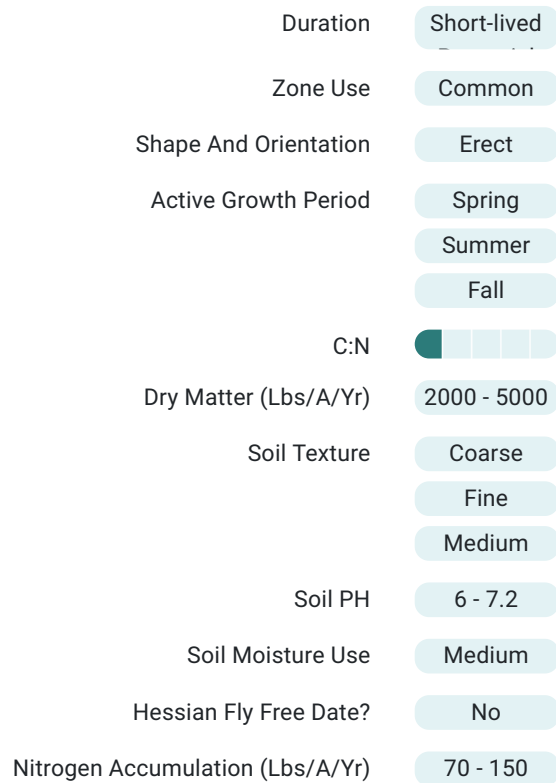 Duration Short-lived
Zone Use Common
Shape And Orientation Erect
Active Growth Period Spring
Summer
Fall
C:N
Dry Matter (Lbs/A/Yr) 2000 - 5000
Soil Texture Coarse
Fine
Medium
Soil PH 6 - 7.2
Soil Moisture Use Medium
Hessian Fly Free Date? No
Nitrogen Accumulation (Lbs/A/Yr) 70 - 150